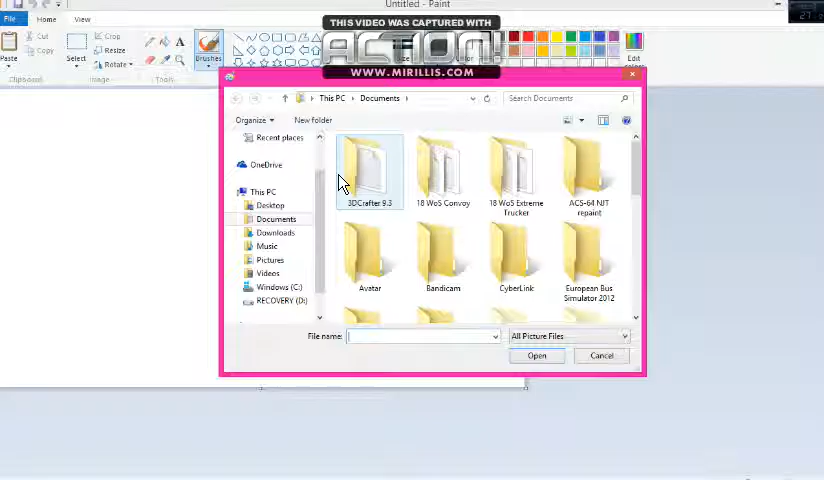 Untitled - Paint
THIS VIDEO WAS CAPTURED WITH
ACTION!
WWW.MIRILLIS.COM
27
File
Home
View
Paste
Cut
Copy
Clipboard
Select
Crop
Resize
Rotate
Image
A
Tools
Brushes
Edit
This PC
Documents
Search Documents
Organize
New folder
Recent places
OneDrive
This PC
Desktop
Documents
Downloads
Music
Pictures
Videos
Windows (C:)
RECOVERY (D:)
3DCrafter 9.3
18 WoS Convoy
18 WoS Extreme
Trucker
ACS-64 NJT
repaint
Avatar
Bandicam
CyberLink
European Bus
Simulator 2012
File name:
All Picture Files
Open
Cancel